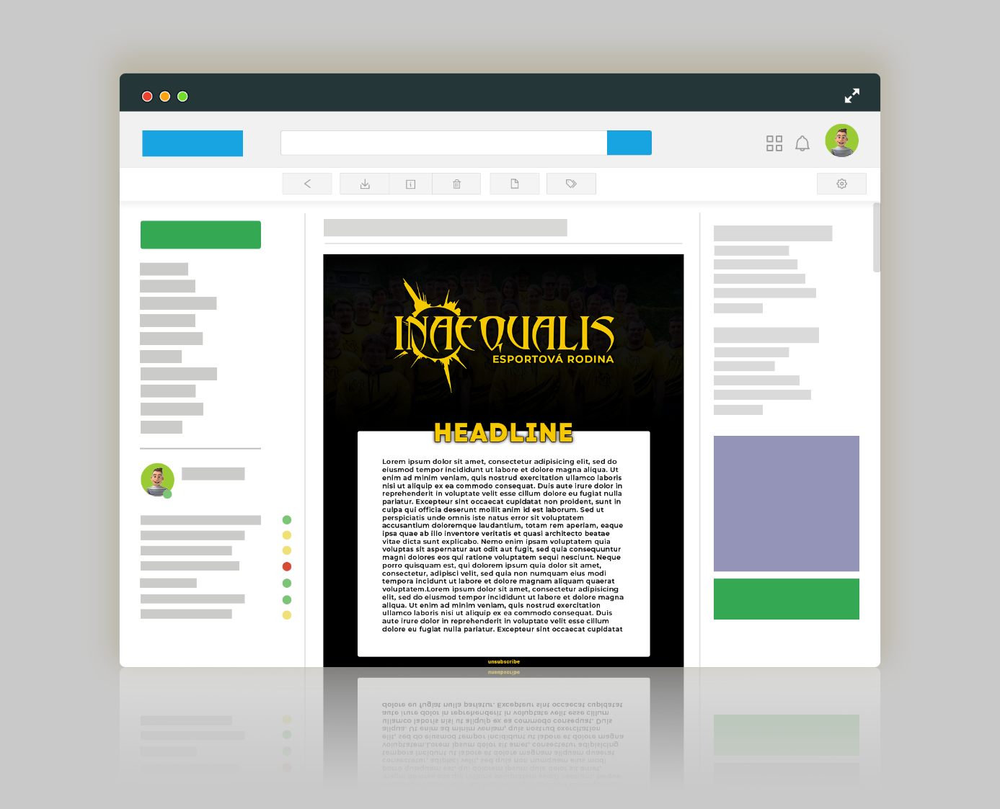 INAEQUALIS
ESPORTOVÁ RODINA
HEADLINE
Lorem ipsum dolor sit amet, consectetur adipisicing elit, sed do
eiusmod tempor incididunt ut labore et dolore magna aliqua. Ut
enim ad minim veniam, quis nostrud exercitation ullamco laboris
nisi ut aliquip ex ea commodo consequat. Duis aute irure dolor in
reprehenderit in voluptate velit esse cillum dolore eu fugiat nulla
pariatur. Excepteur sint occaecat cupidatat non proident, sunt in
culpa qui officia deserunt mollit anim id est laborum. Sed ut
perspiciatis unde omnis iste natus error sit voluptatem
accusantium doloremque laudantium, totam rem aperiam, eaque
ipsa quae ab illo inventore veritatis et quasi architecto beatae
vitae dicta sunt explicabo. Nemo enim ipsam voluptatem quia
voluptas sit aspernatur aut odit aut fugit, sed quia consequuntur
magni dolores eos qui ratione voluptatem sequi nesciunt. Neque
porro quisquam est, qui dolorem ipsum quia dolor sit amet,
consectetur, adipisci velit, sed quia non numquam eius modi
tempora incidunt ut labore et dolore magnam aliquam quaerat
voluptatem.Lorem ipsum dolor sit amet, consectetur adipisicing
elit, sed do eiusmod tempor incididunt ut labore et dolore magna
aliqua. Ut enim ad minim veniam, quis nostrud exercitation
ullamco laboris nisi ut aliquip ex ea commodo consequat. Duis
aute irure dolor in reprehenderit in voluptate velit esse cillum
dolore eu fugiat nulla pariatur. Excepteur sint occaecat cupidatat
unsubscribe